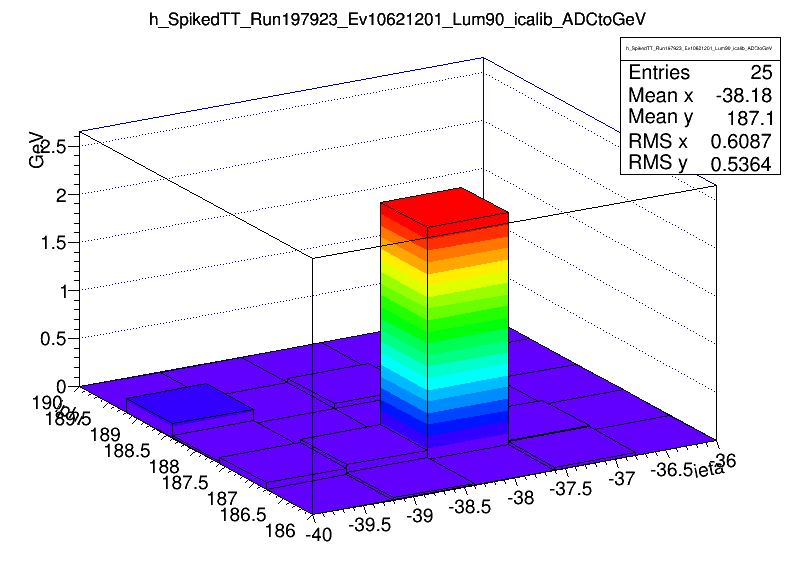 h_SpikedTT_Run197923_Ev10621201_Lum90_icalib_ADCtoGeV
h_SpikedTT_Run197923_Ev10621201_Lum90_icalib_ADCtoGeV
Entries 25
Mean x -38.18
Mean y 187.1
RMS x 0.6087
RMS y 0.5364
GeV
2.5
2
1.5
1
0.5
0
190
189.5
189
188.5
188
187.5
187
186.5
186
iphi
-40
-39.5
-39
-38.5
-38
-37.5
-37
-36.5
-36
ieta